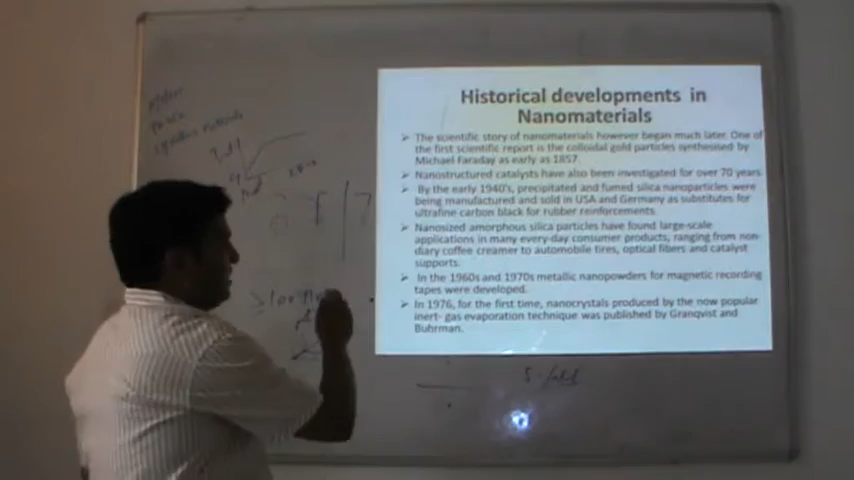 Historical developments in
Nanomaterials
➢ The scientific story of nanomaterials however began much later. One of
the first scientific report is the colloidal gold particles synthesised by
Michael Faraday as early as 1857.
➢ Nanostructured catalysts have also been investigated for over 70 years.
➢ By the early 1940's, precipitated and fumed silica nanoparticles were
being manufactured and sold in USA and Germany as substitutes for
ultrafine carbon black for rubber reinforcements.
➢ Nanosized amorphous silica particles have found large-scale
applications in many every-day consumer products, ranging from non-
diary coffee creamer to automobile tires, optical fibers and catalyst
supports.
➢ In the 1960s and 1970s metallic nanopowders for magnetic recording
tapes were developed.
➢ In 1976, for the first time, nanocrystals produced by the now popular
inert- gas evaporation technique was published by Granqvist and
Buhrman.